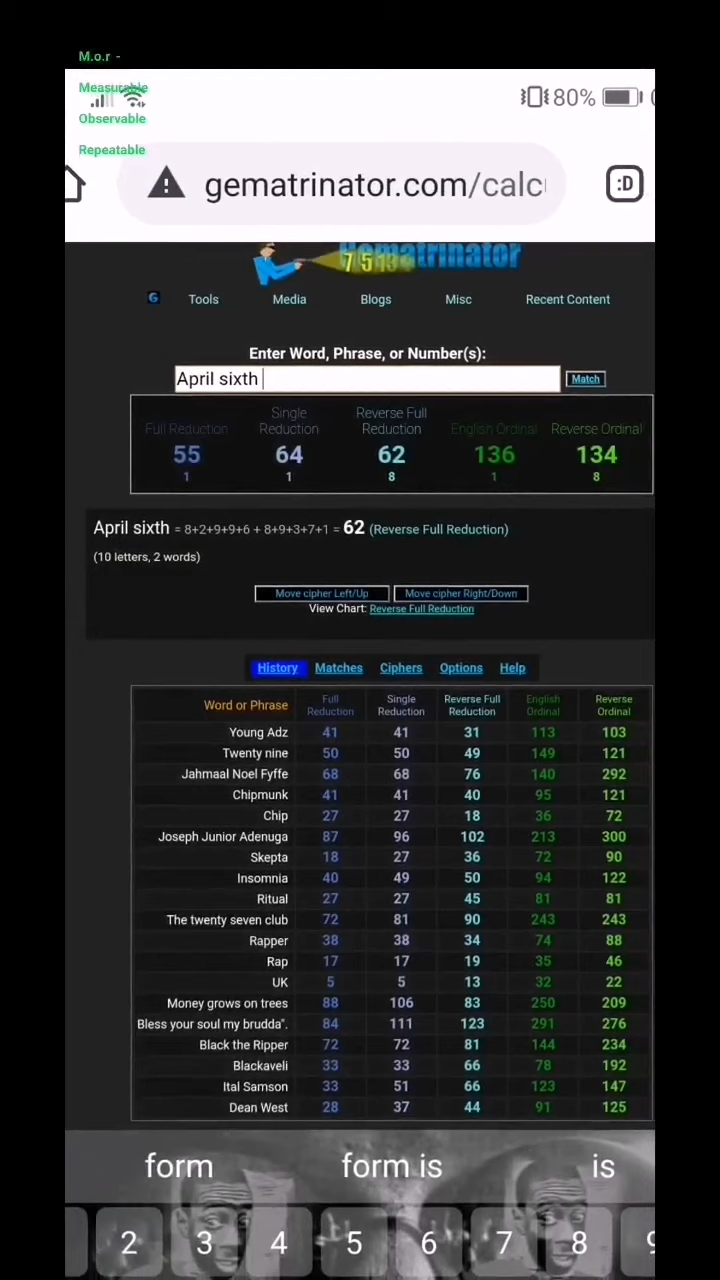 M.o.r -
Measurable
Observable
Repeatable
80%
gematrinator.com/calc
:D
Gematrinator
G Tools Media Blogs Misc Recent Content
Enter Word, Phrase, or Number(s):
April sixth Match
Full Reduction Single Reduction Reverse Full Reduction English Ordinal Reverse Ordinal
55 64 62 136 134
1 1 8 1 8
April sixth = 8+2+9+9+6 + 8+9+3+7+1 = 62 (Reverse Full Reduction)
(10 letters, 2 words)
Move cipher Left/Up Move cipher Right/Down
View Chart: Reverse Full Reduction
History Matches Ciphers Options Help
Word or Phrase Full Reduction Single Reduction Reverse Full Reduction English Ordinal Reverse Ordinal
Young Adz 41 41 31 113 103
Twenty nine 50 50 49 149 121
Jahmaal Noel Fyffe 68 68 76 140 292
Chipmunk 41 41 40 95 121
Chip 27 27 18 36 72
Joseph Junior Adenuga 87 96 102 213 300
Skepta 18 27 36 72 90
Insomnia 40 49 50 94 122
Ritual 27 27 45 81 81
The twenty seven club 72 81 90 243 243
Rapper 38 38 34 74 88
Rap 17 17 19 35 46
UK 5 5 13 32 22
Money grows on trees 88 106 83 250 209
Bless your soul my brudda". 84 111 123 291 276
Black the Ripper 72 72 81 144 234
Blackaveli 33 33 66 78 192
Ital Samson 33 51 66 123 147
Dean West 28 37 44 91 125
form form is is
2 3 4 5 6 7 8 9